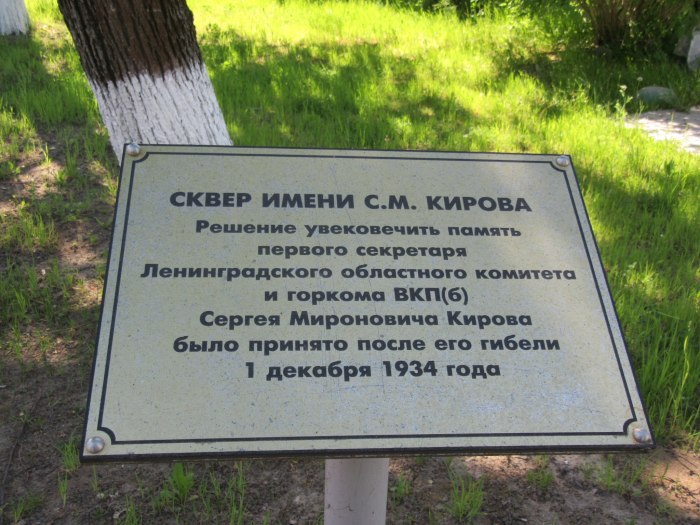 СКВЕР ИМЕНИ С.М. КИРОВА
Решение увековечить память
первого секретаря
Ленинградского областного комитета
и горкома ВКП(б)
Сергея Мироновича Кирова
было принято после его гибели
1 декабря 1934 года